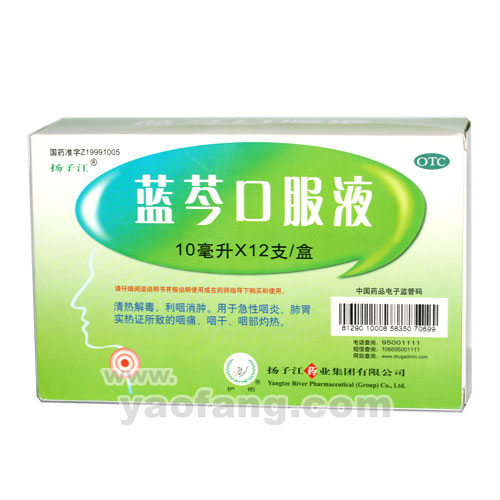 国药准字Z19991005
扬子江®
OTC
蓝芩口服液
10毫升X12支/盒
请仔细阅读说明书并按说明使用或在药师指导下购买和使用。
清热解毒，利咽消肿。用于急性咽炎、肺胃
实热证所致的咽痛、咽干、咽部灼热。
中国药品电子监管码
81290 10008 58350 70699
电话查询：95001111
短信查询：106695001111
网站查询：www.drugadmin.com
护佑
扬子江药业集团有限公司
Yangtze River Pharmaceutical (Group) Co., Ltd.
www.
yaofang.com